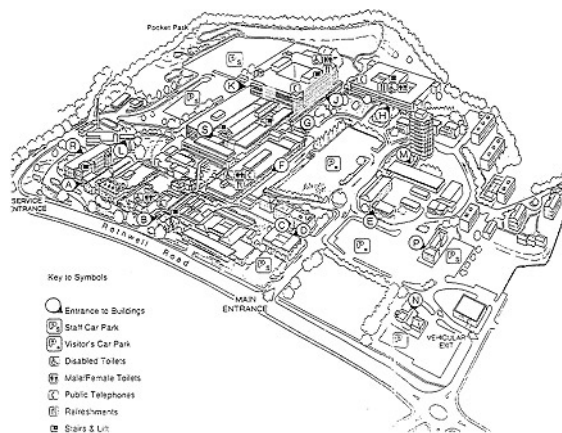 Pocket Park
K
J
H
S
G
R
L
F
M
A
SERVICE
ENTRANCE
B
C
D
E
P
Rothwell Road
MAIN
ENTRANCE
N
VEHICULAR
EXIT
Key to Symbols
Entrance to Buildings
Staff Car Park
Visitor's Car Park
Disabled Toilets
Male/Female Toilets
Public Telephones
Refreshments
Stairs & Lift